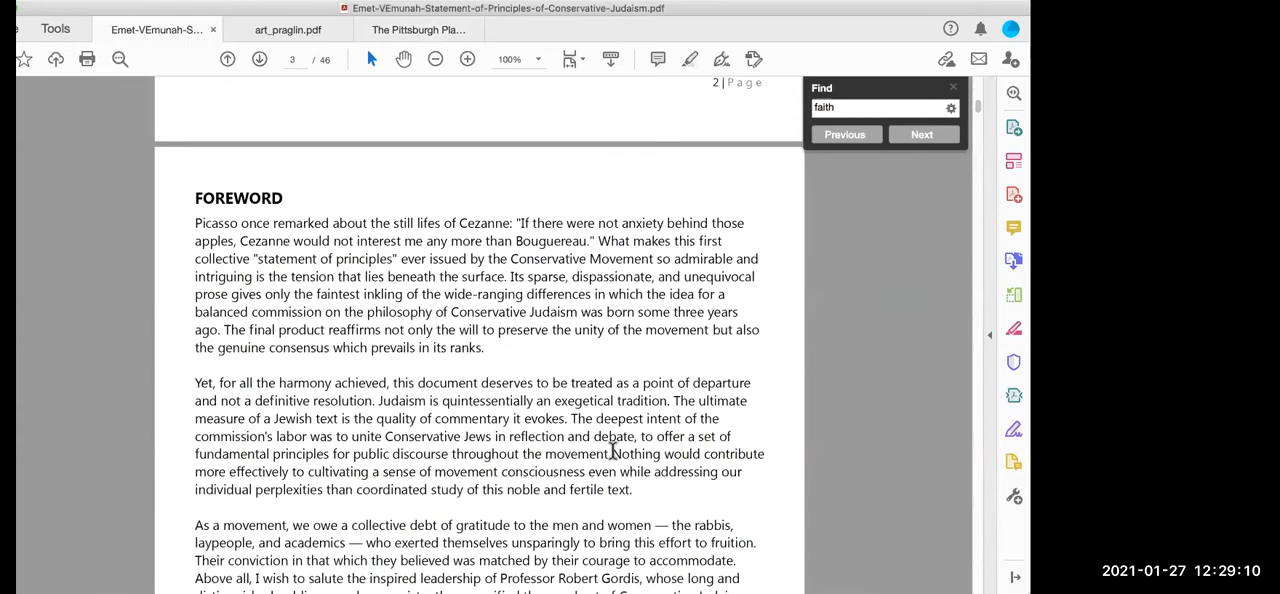 Emet-VEmunah-Statement-of-Principles-of-Conservative-Judaism.pdf
Tools
Emet-VEmunah-S... ×
art_praglin.pdf
The Pittsburgh Pla...
3 / 46
100%
2 | P a g e
Find
faith
Previous
Next
FOREWORD
Picasso once remarked about the still lifes of Cezanne: "If there were not anxiety behind those
apples, Cezanne would not interest me any more than Bouguereau." What makes this first
collective "statement of principles" ever issued by the Conservative Movement so admirable and
intriguing is the tension that lies beneath the surface. Its sparse, dispassionate, and unequivocal
prose gives only the faintest inkling of the wide-ranging differences in which the idea for a
balanced commission on the philosophy of Conservative Judaism was born some three years
ago. The final product reaffirms not only the will to preserve the unity of the movement but also
the genuine consensus which prevails in its ranks.
Yet, for all the harmony achieved, this document deserves to be treated as a point of departure
and not a definitive resolution. Judaism is quintessentially an exegetical tradition. The ultimate
measure of a Jewish text is the quality of commentary it evokes. The deepest intent of the
commission's labor was to unite Conservative Jews in reflection and debate, to offer a set of
fundamental principles for public discourse throughout the movement. Nothing would contribute
more effectively to cultivating a sense of movement consciousness even while addressing our
individual perplexities than coordinated study of this noble and fertile text.
As a movement, we owe a collective debt of gratitude to the men and women — the rabbis,
laypeople, and academics — who exerted themselves unsparingly to bring this effort to fruition.
Their conviction in that which they believed was matched by their courage to accommodate.
Above all, I wish to salute the inspired leadership of Professor Robert Gordis, whose long and
2021-01-27 12:29:10